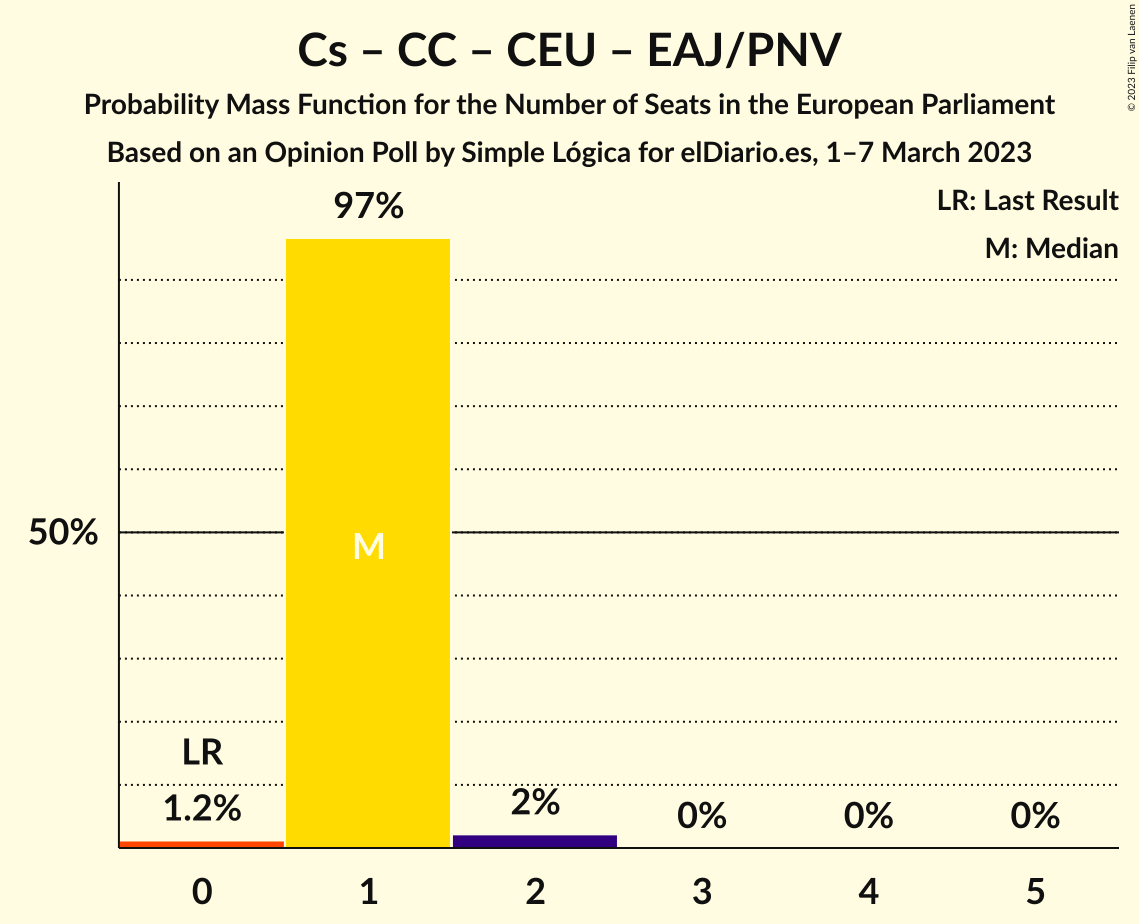 Cs – CC – CEU – EAJ/PNV
Probability Mass Function for the Number of Seats in the European Parliament
Based on an Opinion Poll by Simple Lógica for elDiario.es, 1–7 March 2023
© 2023 Filip van Laenen
LR: Last Result
M: Median
97%
50%
M
LR
1.2%
2%
0%
0%
0%
0 1 2 3 4 5